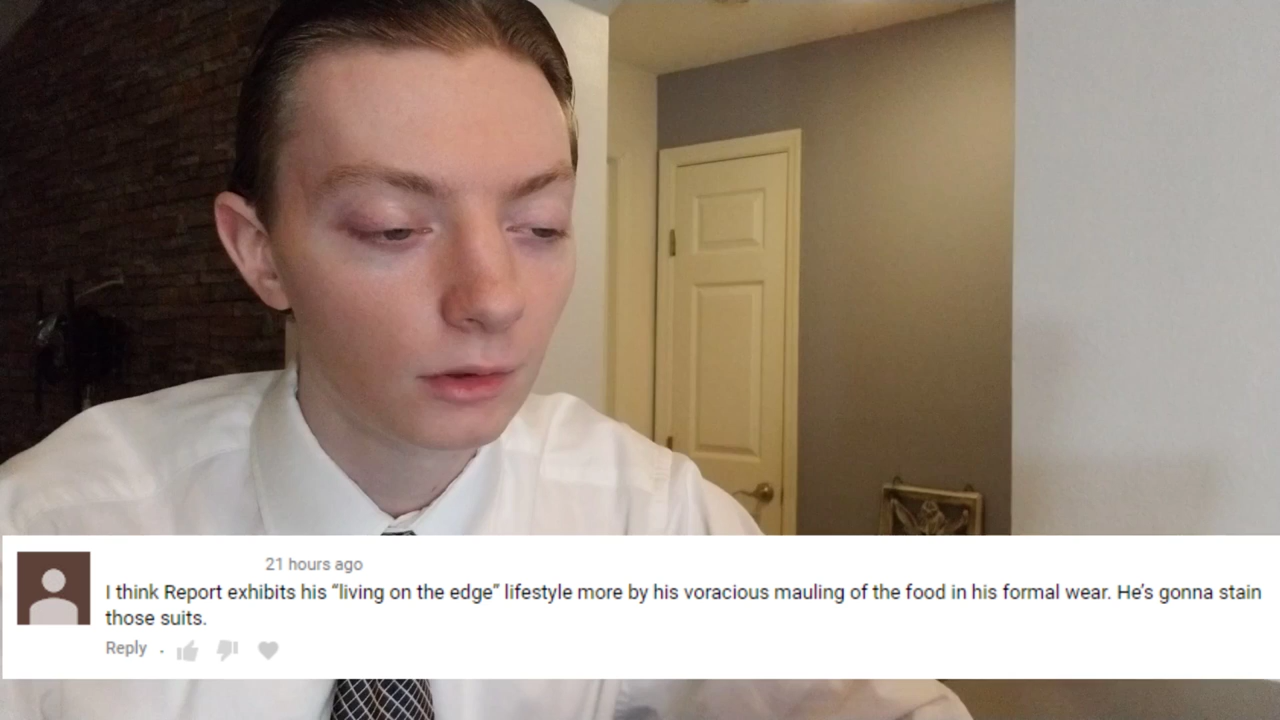 21 hours ago
I think Report exhibits his “living on the edge” lifestyle more by his voracious mauling of the food in his formal wear. He’s gonna stain
those suits.
Reply